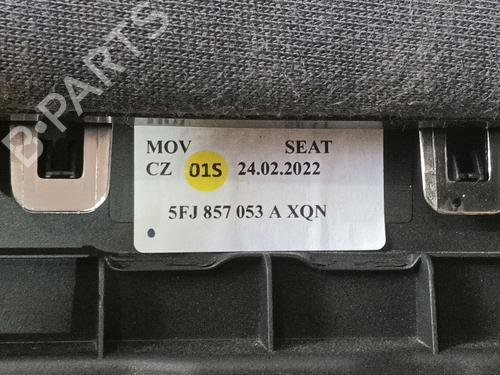 B-PARTS
MOV SEAT
CZ 01S 24.02.2022
5FJ 857 053 A XQN